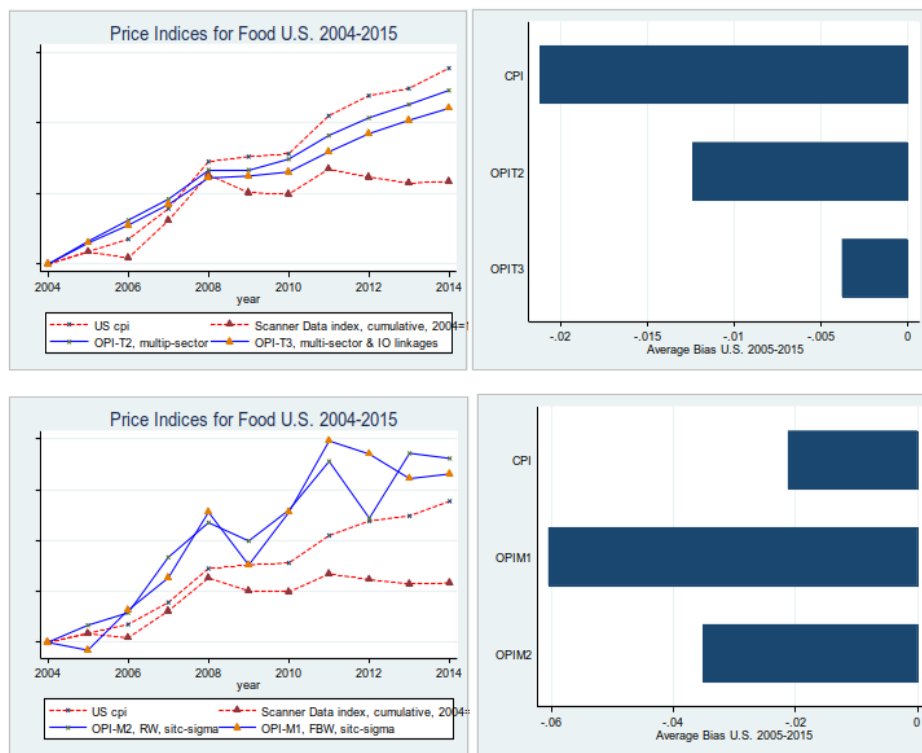 Price Indices for Food U.S. 2004-2015
2004 2006 2008 2010 2012 2014
year
US cpi Scanner Data index, cumulative, 2004=
OPI-T2, multip-sector OPI-T3, multi-sector & IO linkages
CPI
OPIT2
OPIT3
-.02 -.015 -.01 -.005 0
Average Bias U.S. 2005-2015
Price Indices for Food U.S. 2004-2015
2004 2006 2008 2010 2012 2014
year
US cpi Scanner Data index, cumulative, 2004=
OPI-M2, RW, sitc-sigma OPI-M1, FBW, sitc-sigma
CPI
OPIM1
OPIM2
-.06 -.04 -.02 0
Average Bias U.S. 2005-2015